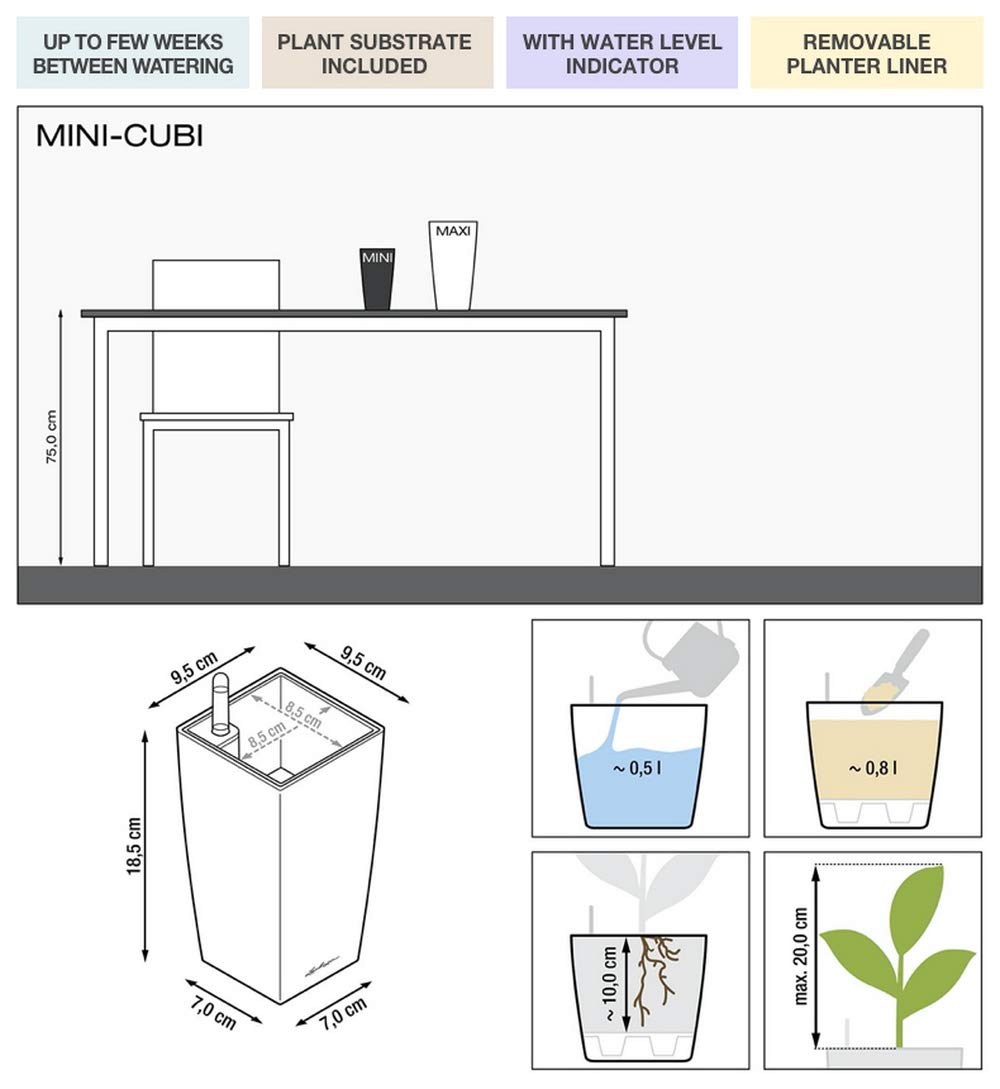 UP TO FEW WEEKS
BETWEEN WATERING
PLANT SUBSTRATE
INCLUDED
WITH WATER LEVEL
INDICATOR
REMOVABLE
PLANTER LINER
MINI-CUBI
MAXI
MINI
75,0 cm
9,5 cm
9,5 cm
8,5 cm
8,5 cm
18,5 cm
7,0 cm
7,0 cm
~ 0,5 l
~ 0,8 l
~ 10,0 cm
max. 20,0 cm